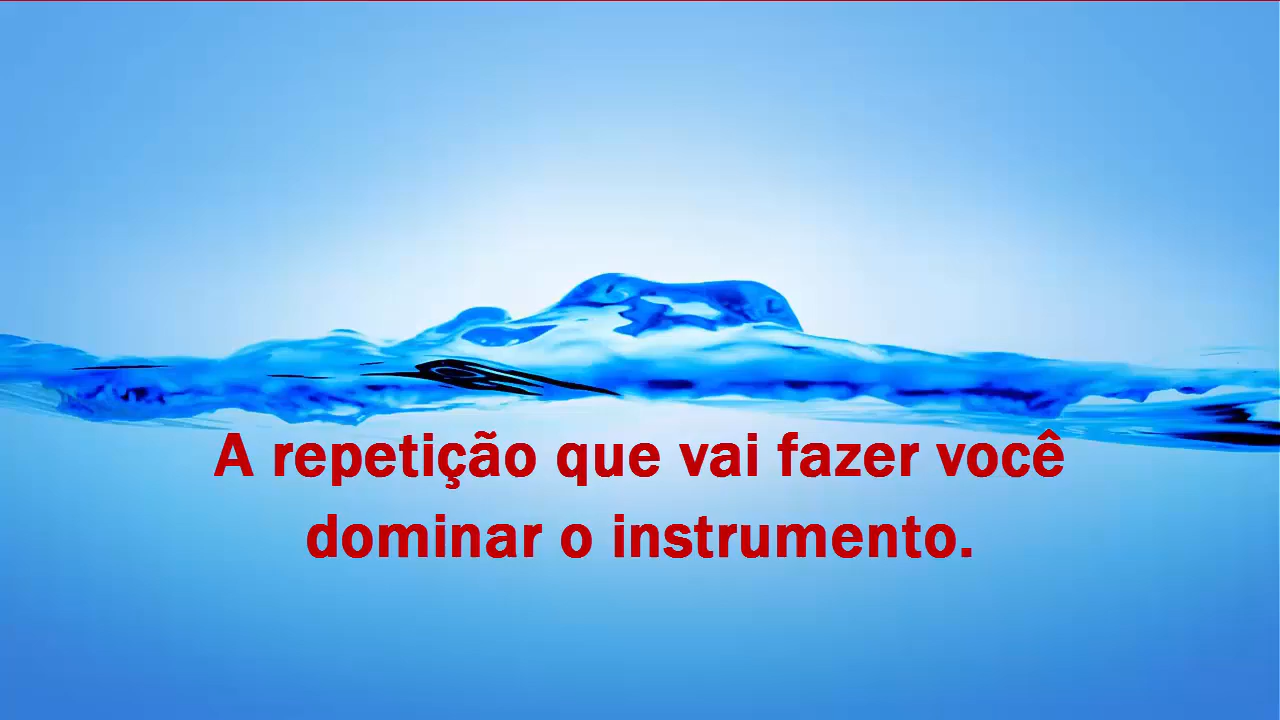 A repetição que vai fazer você
dominar o instrumento.